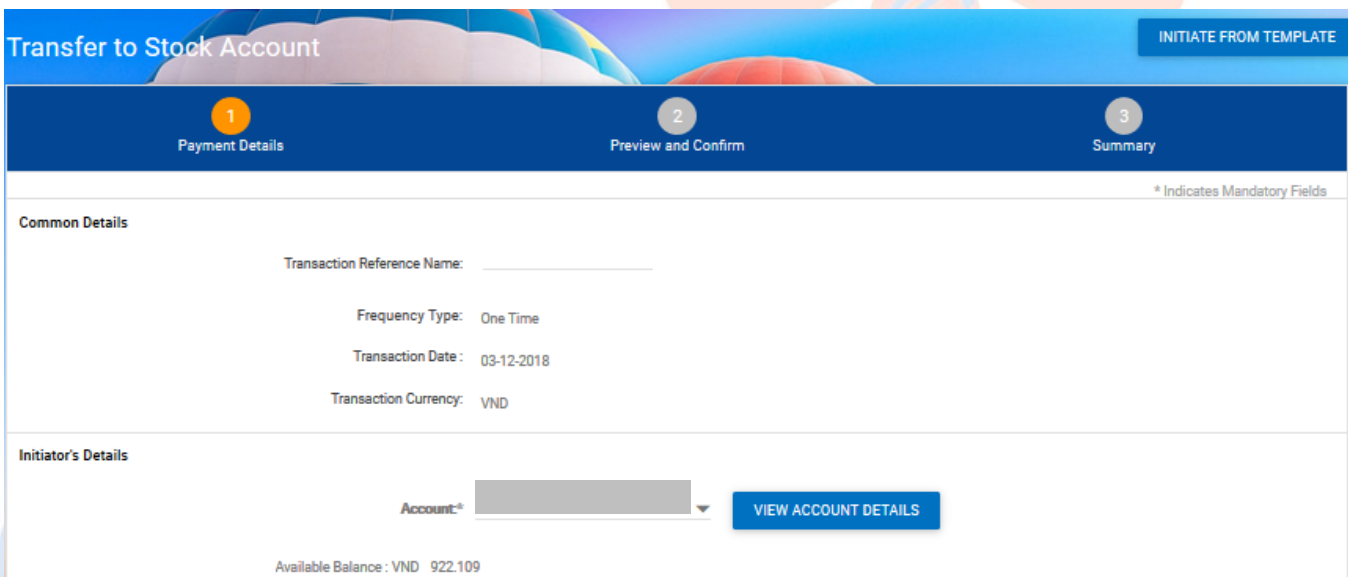 Transfer to Stock Account
INITIATE FROM TEMPLATE
1
Payment Details
2
Preview and Confirm
3
Summary
* Indicates Mandatory Fields
Common Details
Transaction Reference Name:
Frequency Type: One Time
Transaction Date : 03-12-2018
Transaction Currency: VND
Initiator's Details
Account:* VIEW ACCOUNT DETAILS
Available Balance : VND 922.109